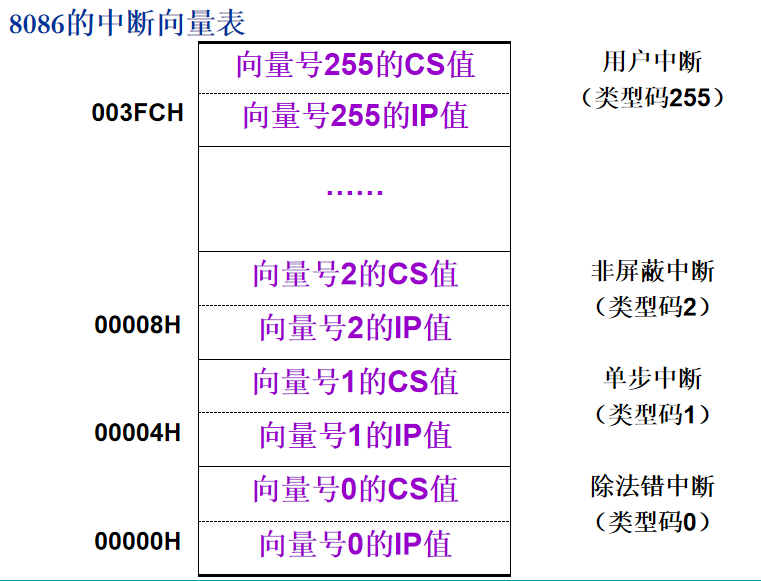 8086的中断向量表
向量号255的CS值
用户中断
003FCH
向量号255的IP值
（类型码255）
......
向量号2的CS值
非屏蔽中断
（类型码2）
00008H
向量号2的IP值
向量号1的CS值
单步中断
（类型码1）
00004H
向量号1的IP值
向量号0的CS值
除法错中断
（类型码0）
00000H
向量号0的IP值